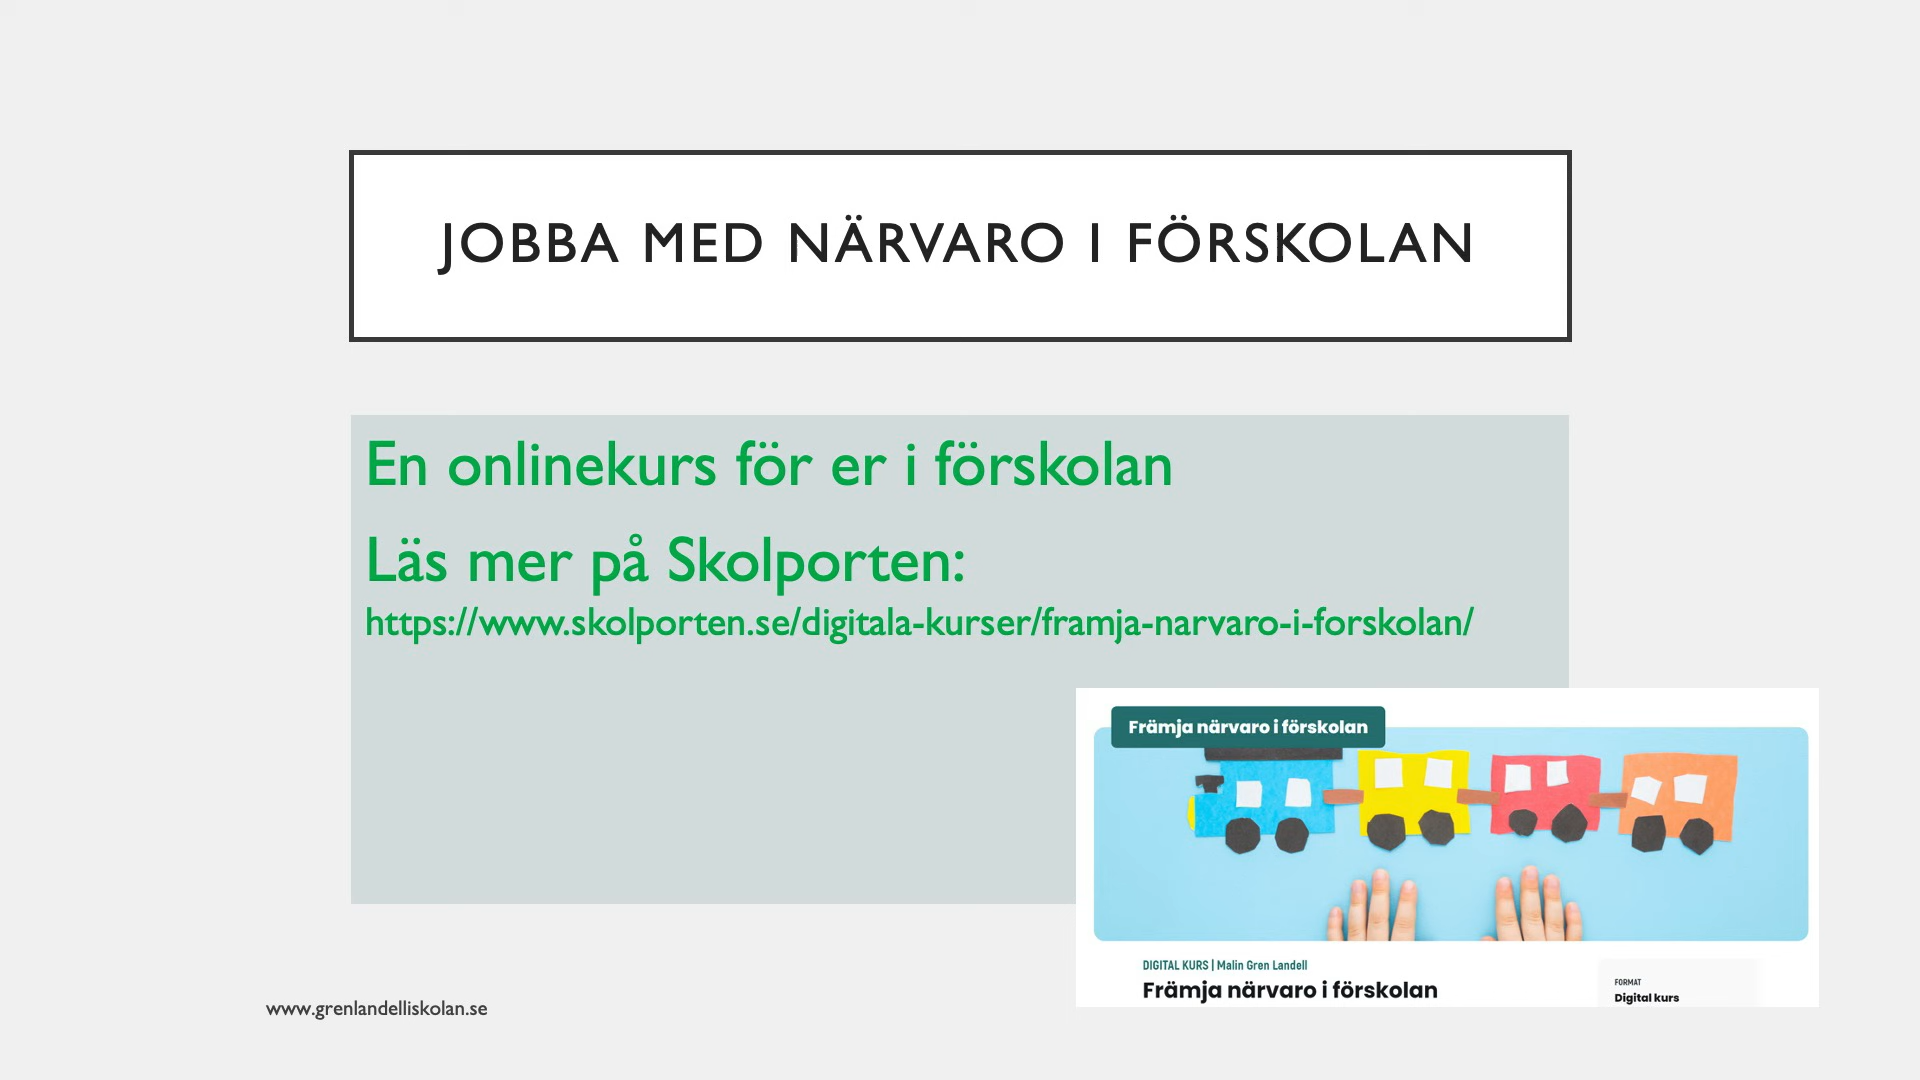 JOBBA MED NÄRVARO I FÖRSKOLAN
En onlinekurs för er i förskolan
Läs mer på Skolporten:
https://www.skolporten.se/digitala-kurser/framja-narvaro-i-forskolan/
Främja närvaro i förskolan
DIGITAL KURS | Malin Gren Landell
Främja närvaro i förskolan
FORMAT
Digital kurs
www.grenlandelliskolan.se